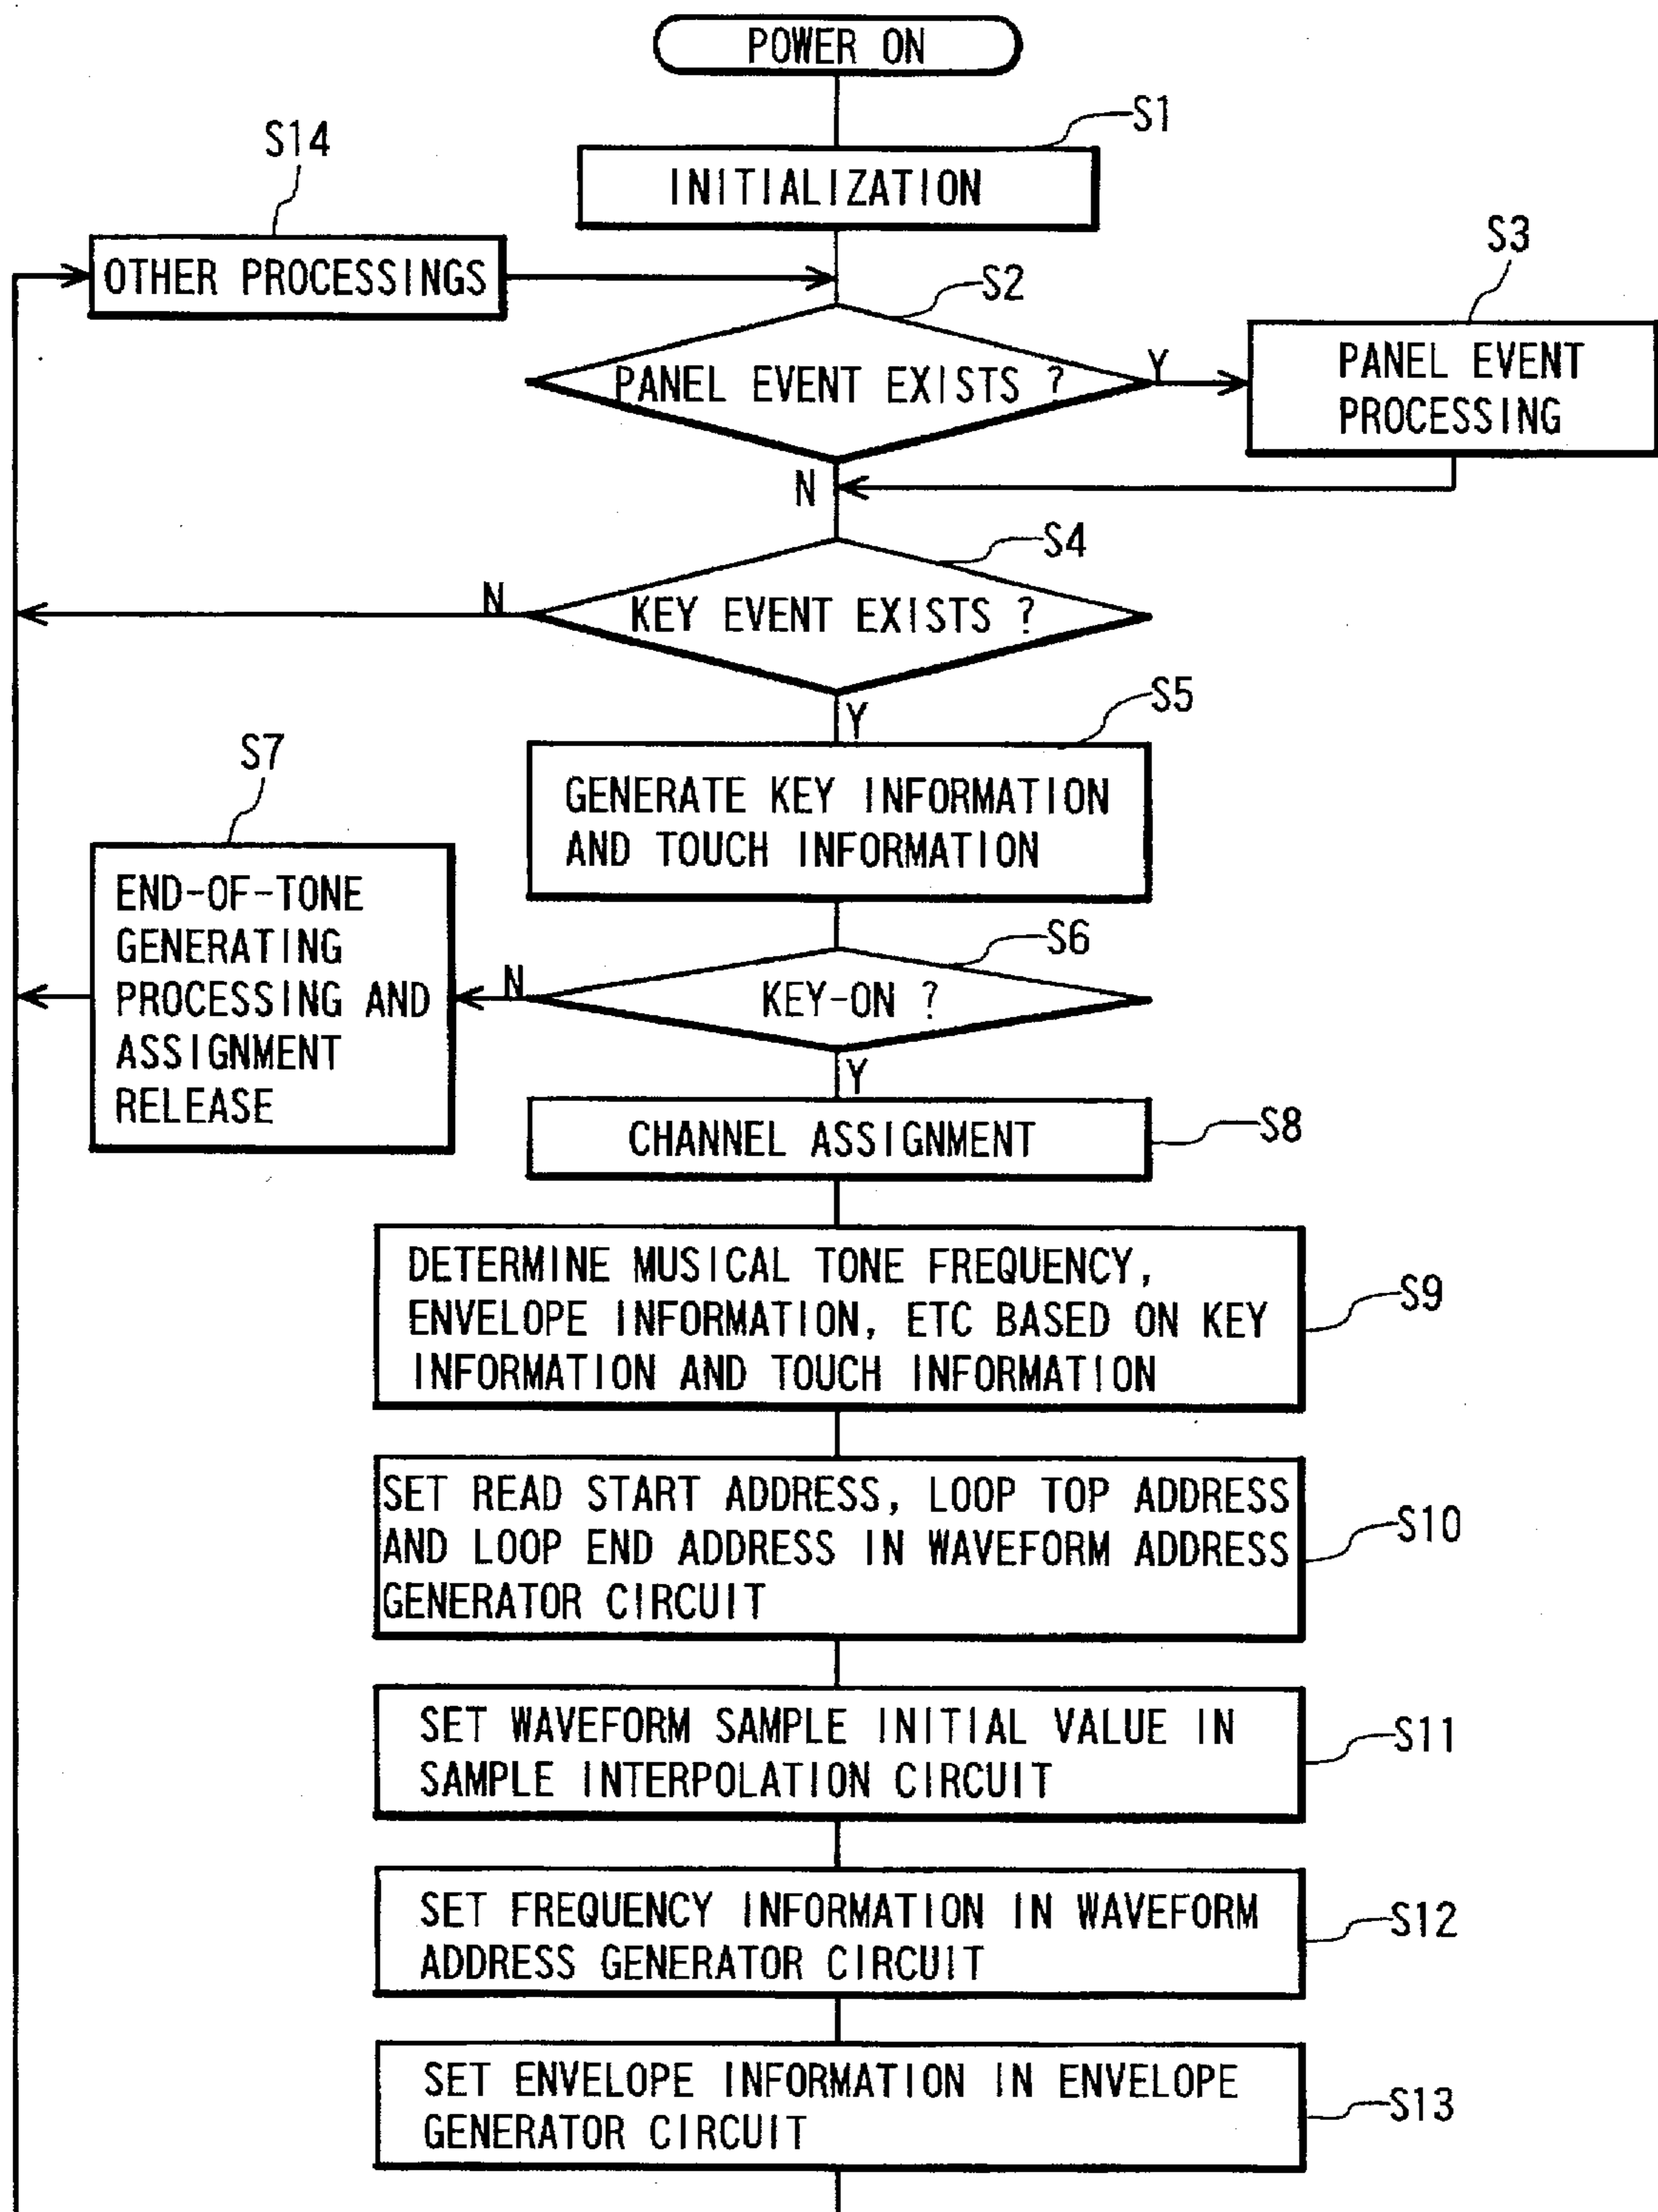 POWER ON
S1
INITIALIZATION
S14
OTHER PROCESSINGS
S2
PANEL EVENT EXISTS ?
Y
S3
PANEL EVENT
PROCESSING
N
S4
KEY EVENT EXISTS ?
N
Y
S5
GENERATE KEY INFORMATION
AND TOUCH INFORMATION
S6
KEY-ON ?
N
S7
END-OF-TONE
GENERATING
PROCESSING AND
ASSIGNMENT
RELEASE
Y
CHANNEL ASSIGNMENT
S8
DETERMINE MUSICAL TONE FREQUENCY,
ENVELOPE INFORMATION, ETC BASED ON KEY
INFORMATION AND TOUCH INFORMATION
S9
SET READ START ADDRESS, LOOP TOP ADDRESS
AND LOOP END ADDRESS IN WAVEFORM ADDRESS
GENERATOR CIRCUIT
S10
SET WAVEFORM SAMPLE INITIAL VALUE IN
SAMPLE INTERPOLATION CIRCUIT
S11
SET FREQUENCY INFORMATION IN WAVEFORM
ADDRESS GENERATOR CIRCUIT
S12
SET ENVELOPE INFORMATION IN ENVELOPE
GENERATOR CIRCUIT
S13